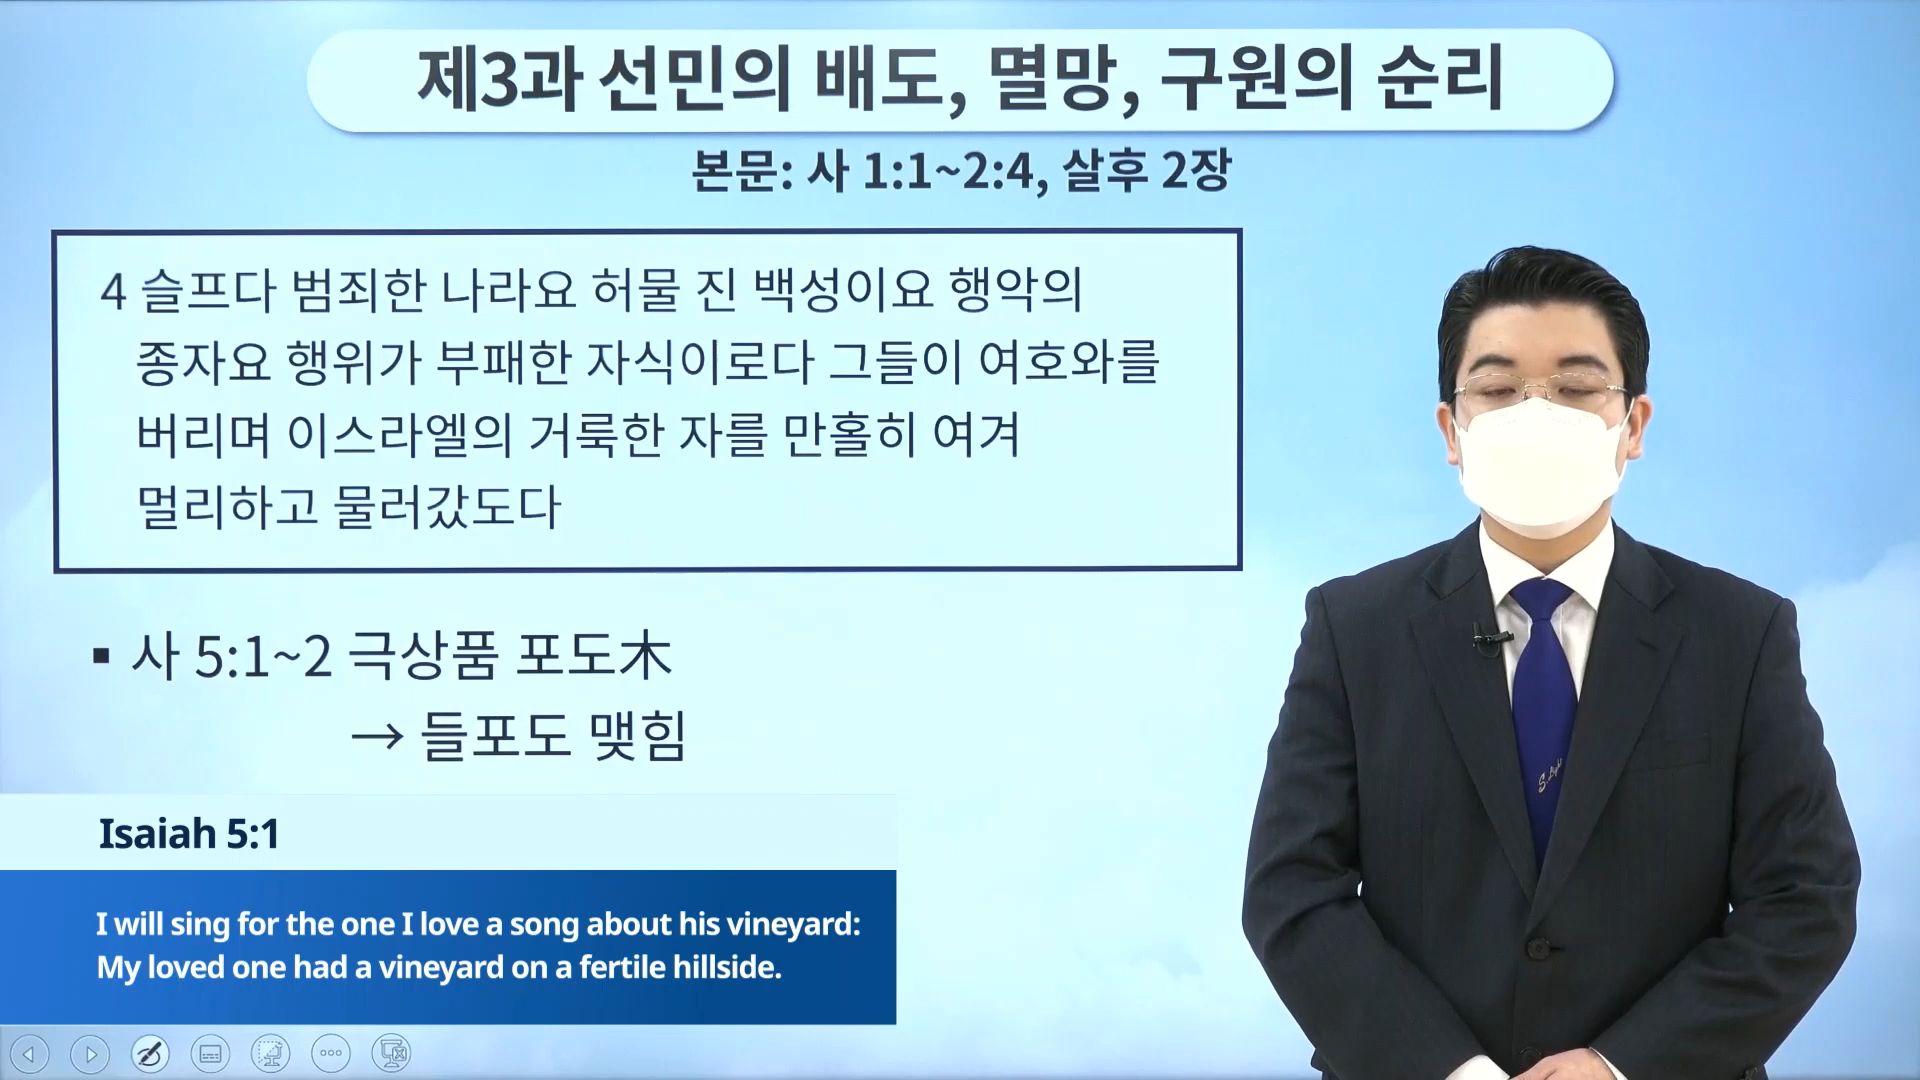 제3과 선민의 배도, 멸망, 구원의 순리
본문: 사 1:1~2:4, 살후 2장
4 슬프다 범죄한 나라요 허물 진 백성이요 행악의
종자요 행위가 부패한 자식이로다 그들이 여호와를
버리며 이스라엘의 거룩한 자를 만홀히 여겨
멀리하고 물러갔도다
▪ 사 5:1~2 극상품 포도木
→ 들포도 맺힘
Isaiah 5:1
I will sing for the one I love a song about his vineyard:
My loved one had a vineyard on a fertile hillside.